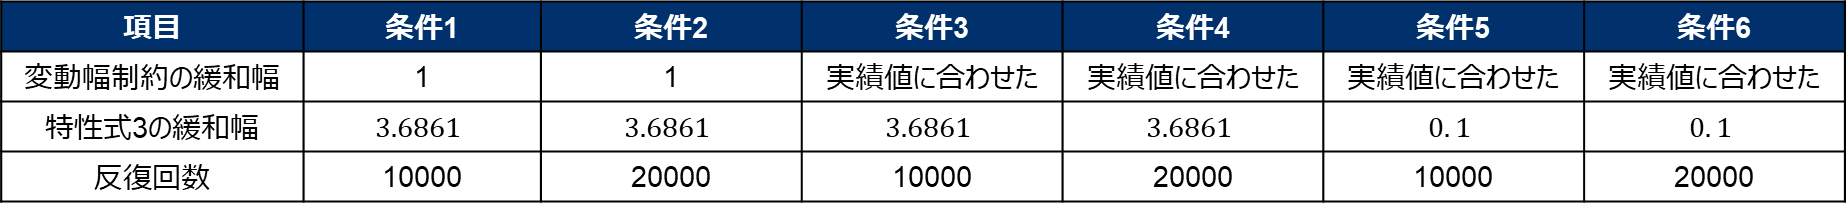 項目 条件1 条件2 条件3 条件4 条件5 条件6
変動幅制約の緩和幅 1 1 実績値に合わせた 実績値に合わせた 実績値に合わせた 実績値に合わせた
特性式3の緩和幅 3.6861 3.6861 3.6861 3.6861 0.1 0.1
反復回数 10000 20000 10000 20000 10000 20000